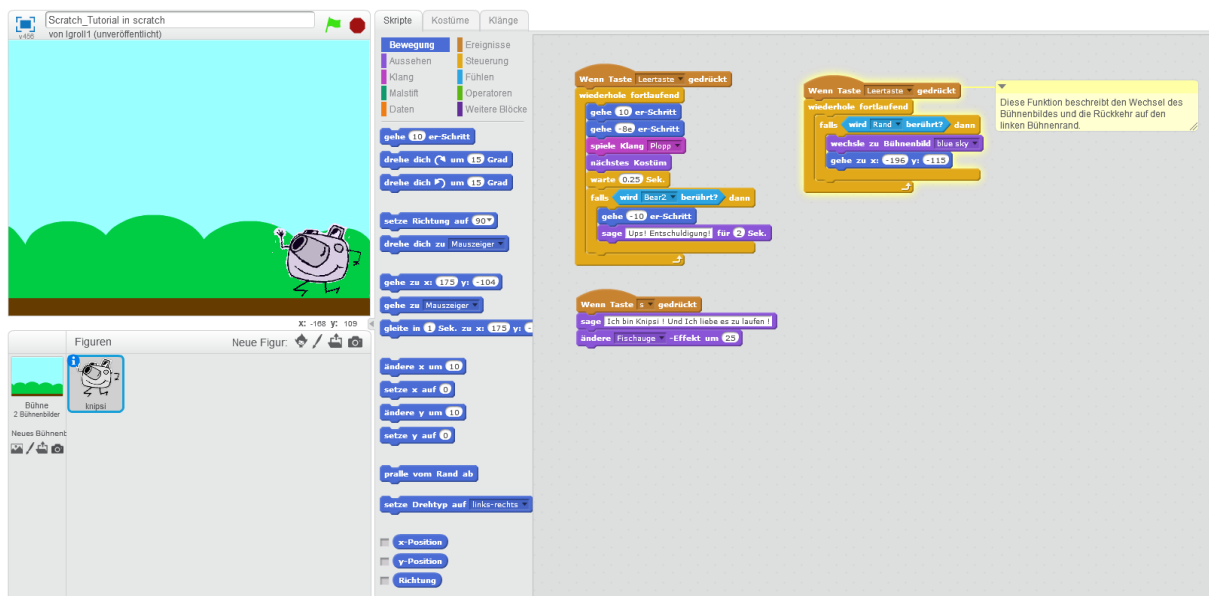 Scratch_Tutorial in scratch
v456
von lgroll1 (unveröffentlicht)
x: -168 y: 109
Figuren
Neue Figur:
Bühne
2 Bühnenbilder
Neues Bühnent
knipsi
Skripte Kostüme Klänge
Bewegung Ereignisse
Aussehen Steuerung
Klang Fühlen
Malstift Operatoren
Daten Weitere Blöcke
gehe 10 er-Schritt
drehe dich um 15 Grad
drehe dich um 15 Grad
setze Richtung auf 90
drehe dich zu Mauszeiger
gehe zu x: 175 y: -104
gehe zu Mauszeiger
gleite in 1 Sek. zu x: 175 y: -
ändere x um 10
setze x auf 0
ändere y um 10
setze y auf 0
pralle vom Rand ab
setze Drehtyp auf links-rechts
x-Position
y-Position
Richtung
Wenn Taste Leertaste gedrückt
wiederhole fortlaufend
gehe 10 er-Schritt
gehe -8e er-Schritt
spiele Klang Plopp
nächstes Kostüm
warte 0.25 Sek.
falls wird Bear2 berührt? dann
gehe -10 er-Schritt
sage Ups! Entschuldigung! für 2 Sek.
Wenn Taste s gedrückt
sage Ich bin Knipsi ! Und Ich liebe es zu laufen !
ändere Fischauge -Effekt um 25
Wenn Taste Leertaste gedrückt
wiederhole fortlaufend
falls wird Rand berührt? dann
wechsle zu Bühnenbild blue sky
gehe zu x: -196 y: -115
Diese Funktion beschreibt den Wechsel des
Bühnenbildes und die Rückkehr auf den
linken Bühnenrand.